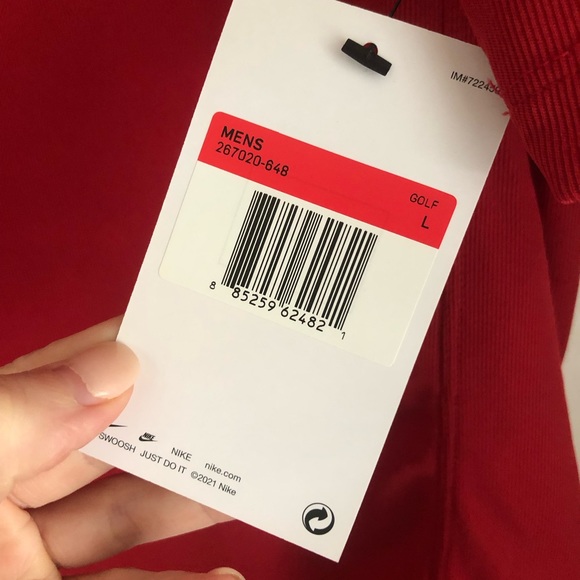 MENS
267020-648
GOLF
L
8 85259 62482 1
NIKE
SWOOSH JUST DO IT ©2021 Nike
nike.com